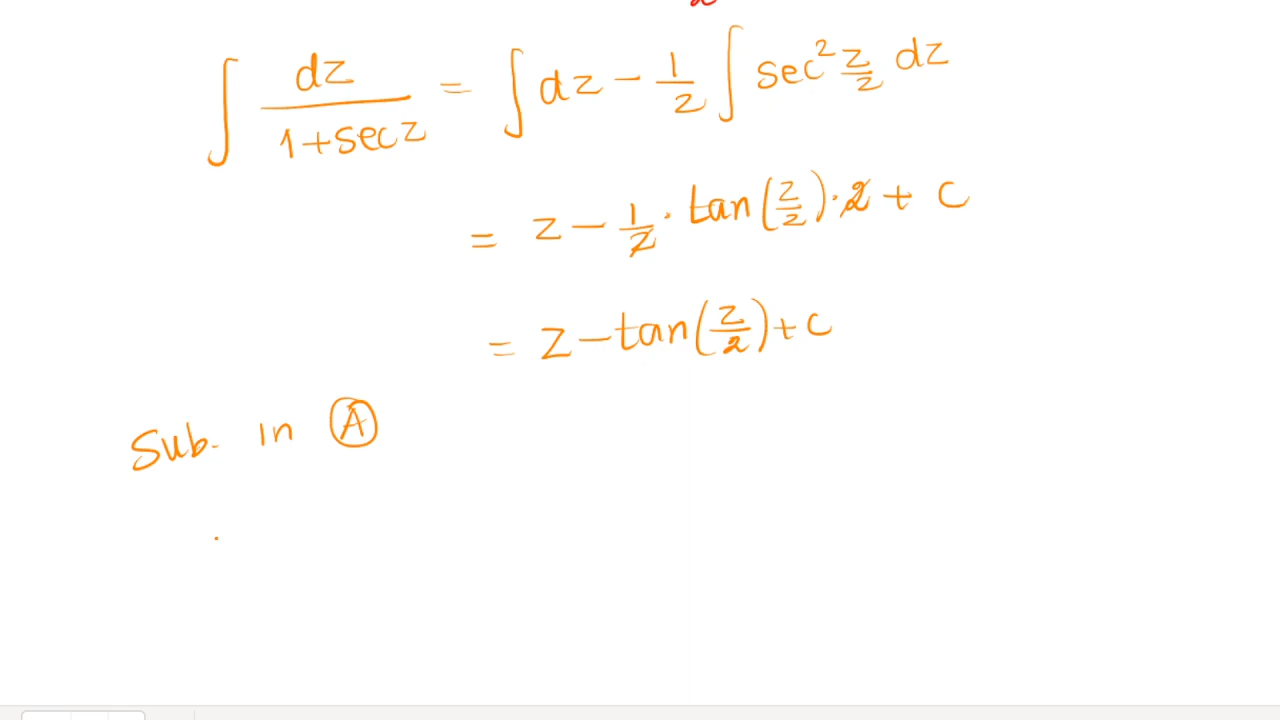 ∫ dz/(1+sec z) = ∫ dz − 1/2 ∫ sec² z/2 dz
= z − 1/2 · tan(z/2) · 2 + c
= z − tan(z/2) + c
Sub. in Ⓐ